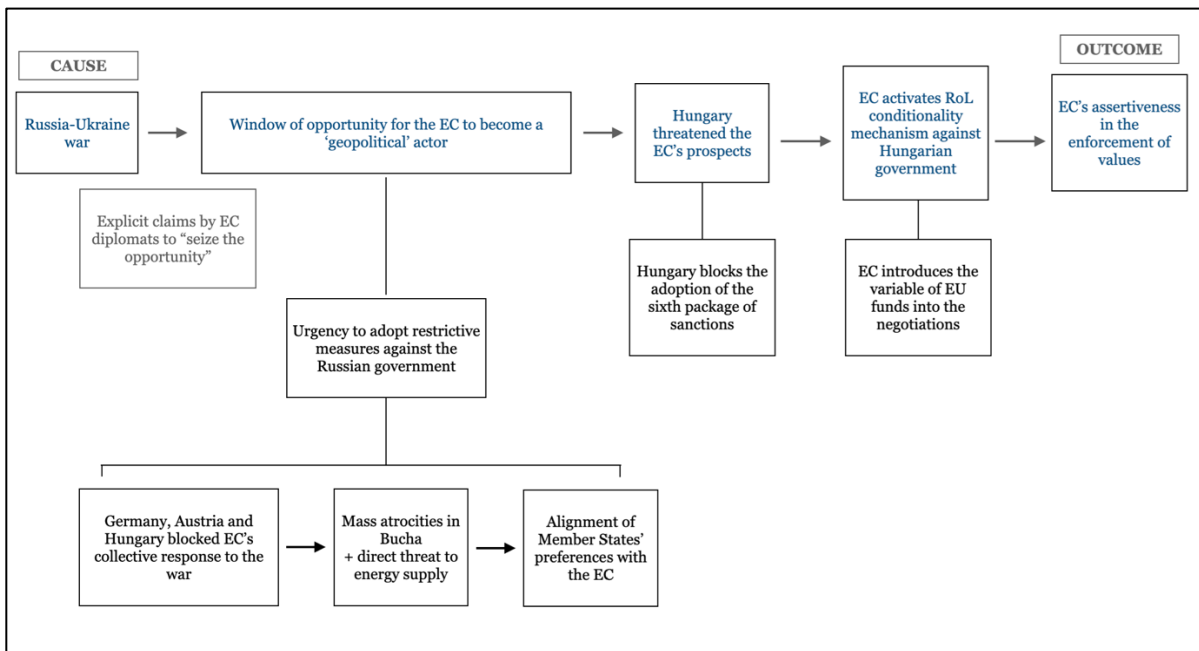 CAUSE
OUTCOME
Russia-Ukraine
war
Window of opportunity for the EC to become a
‘geopolitical’ actor
Hungary
threatened the
EC’s prospects
EC activates RoL
conditionality
mechanism against
Hungarian
government
EC’s assertiveness
in the
enforcement of
values
Explicit claims by EC
diplomats to “seize the
opportunity”
Hungary blocks the
adoption of the
sixth package of
sanctions
EC introduces the
variable of EU
funds into the
negotiations
Urgency to adopt restrictive
measures against the
Russian government
Germany, Austria and
Hungary blocked EC’s
collective response to the
war
Mass atrocities in
Bucha
+ direct threat to
energy supply
Alignment of
Member States’
preferences with
the EC